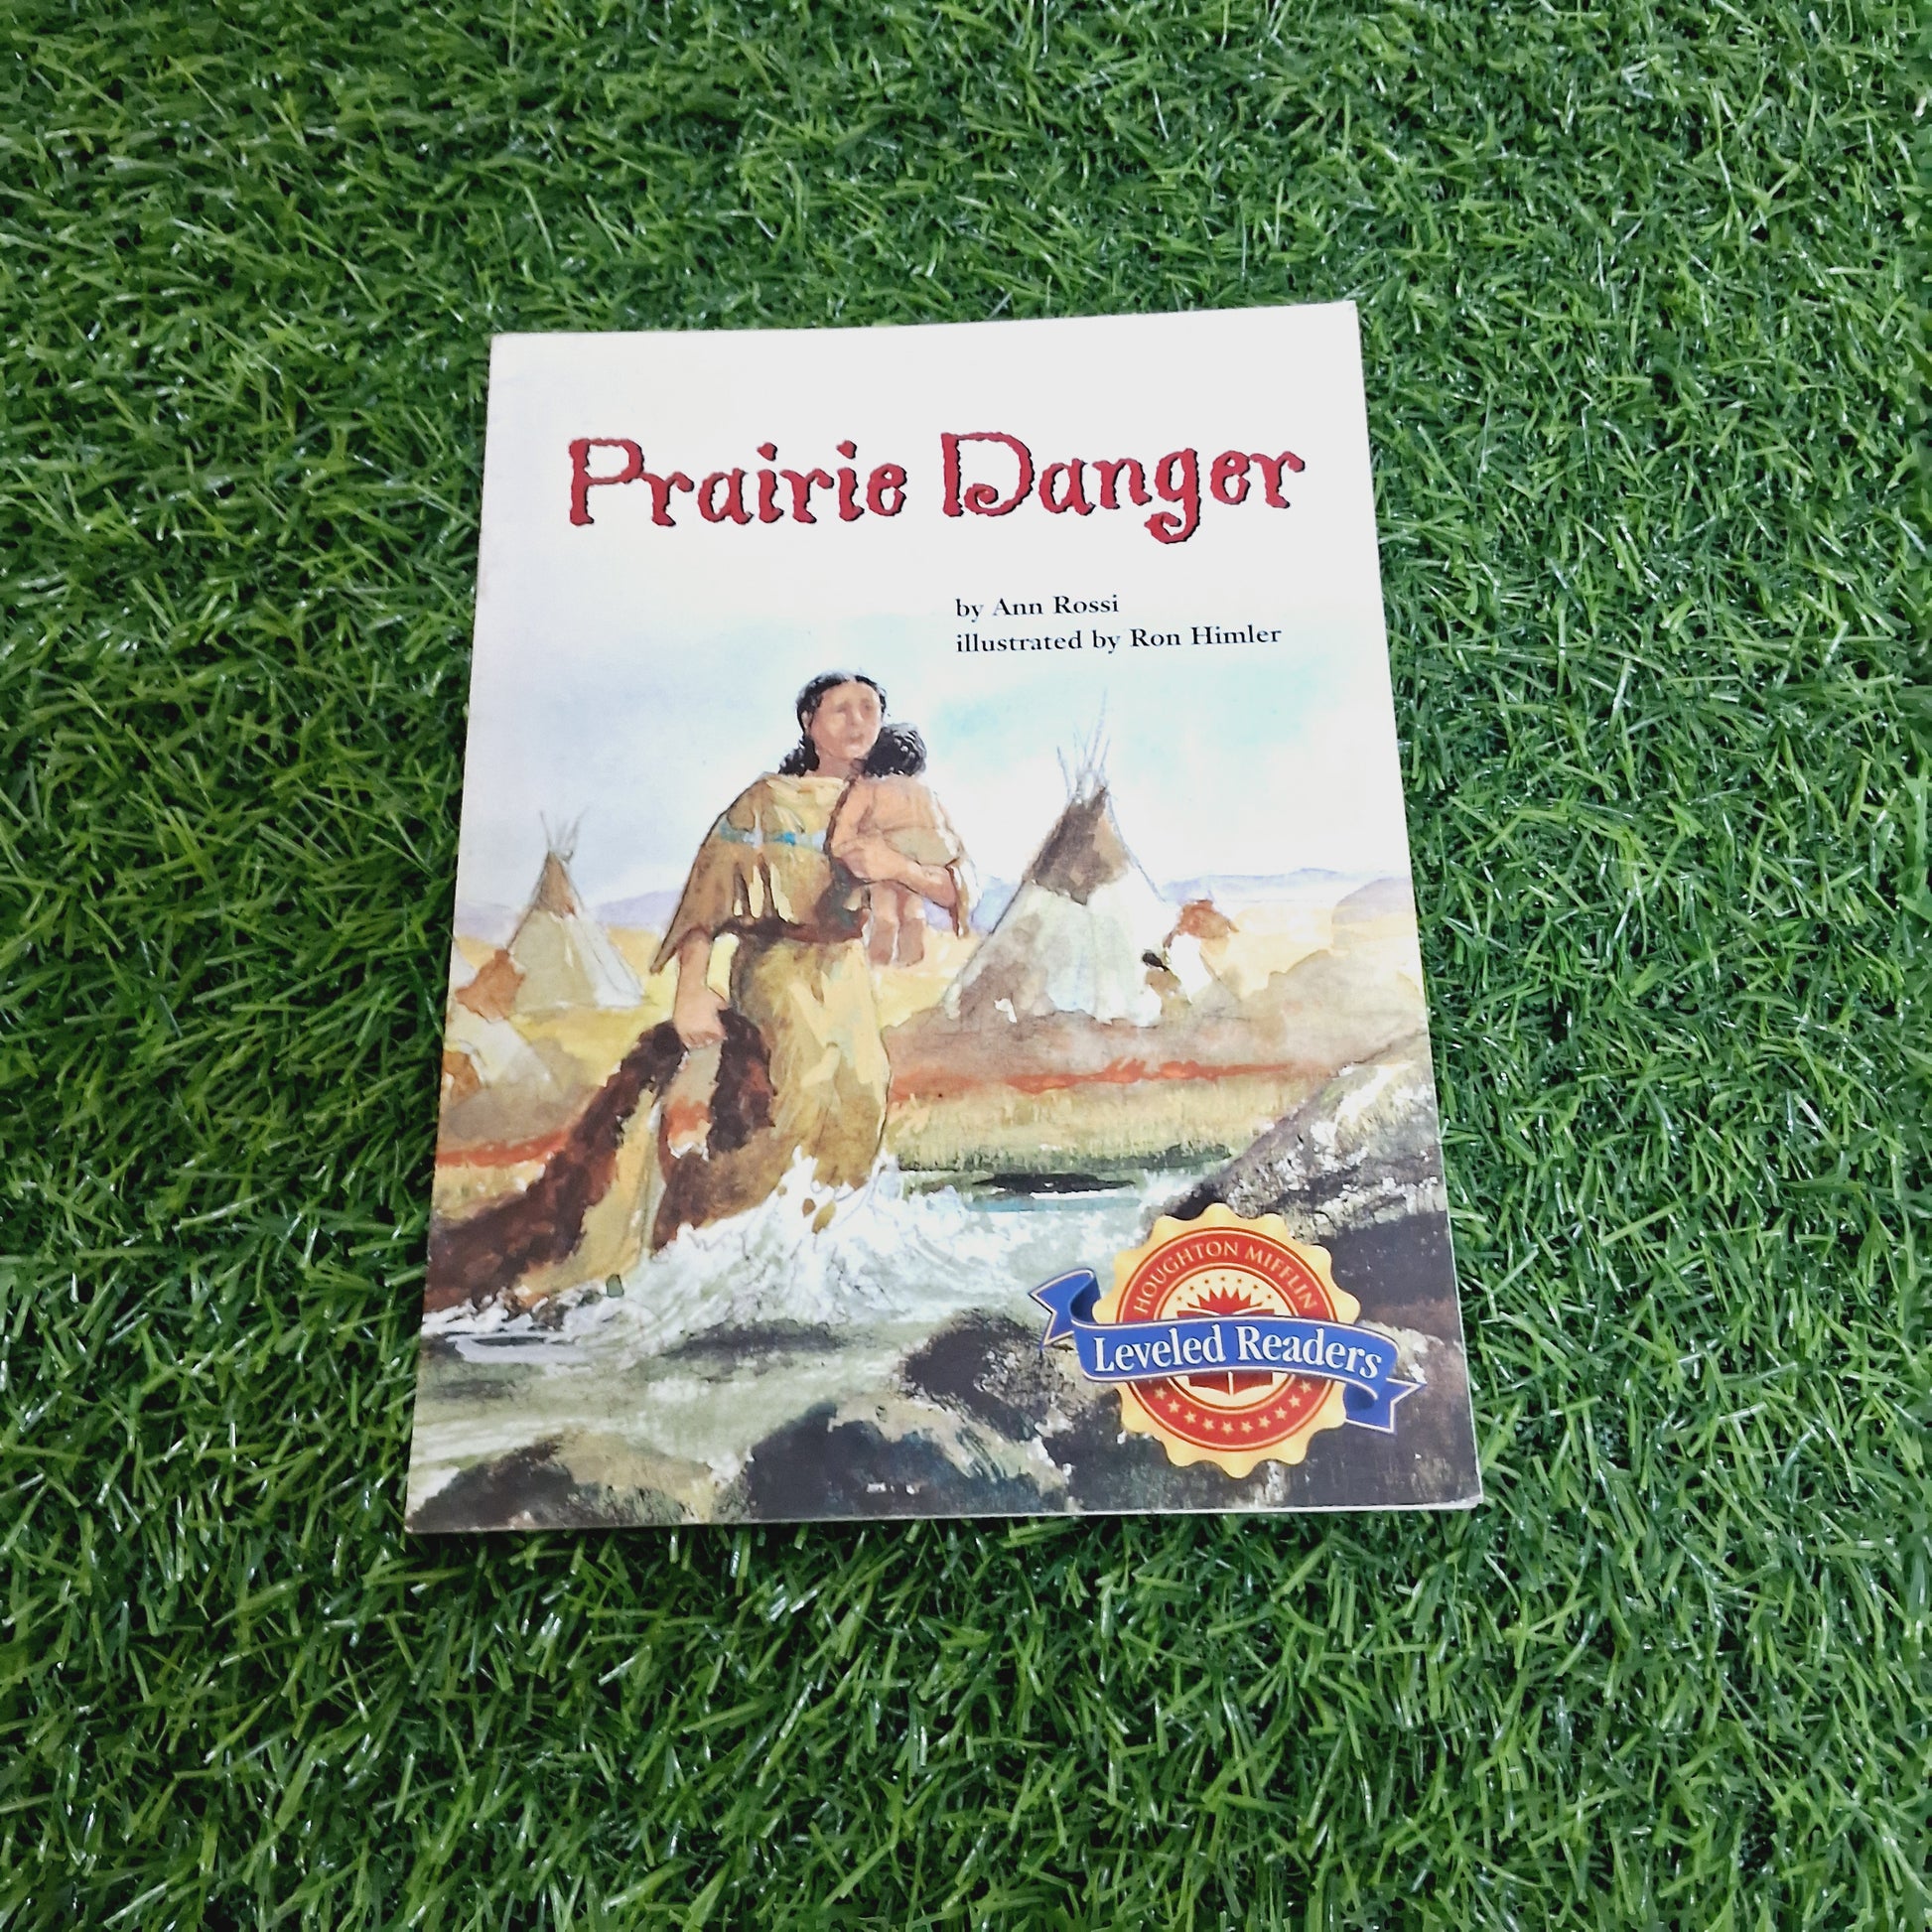 Prairie Danger
by Ann Rossi
illustrated by Ron Himler
HOUGHTON MIFFLIN
Leveled Readers